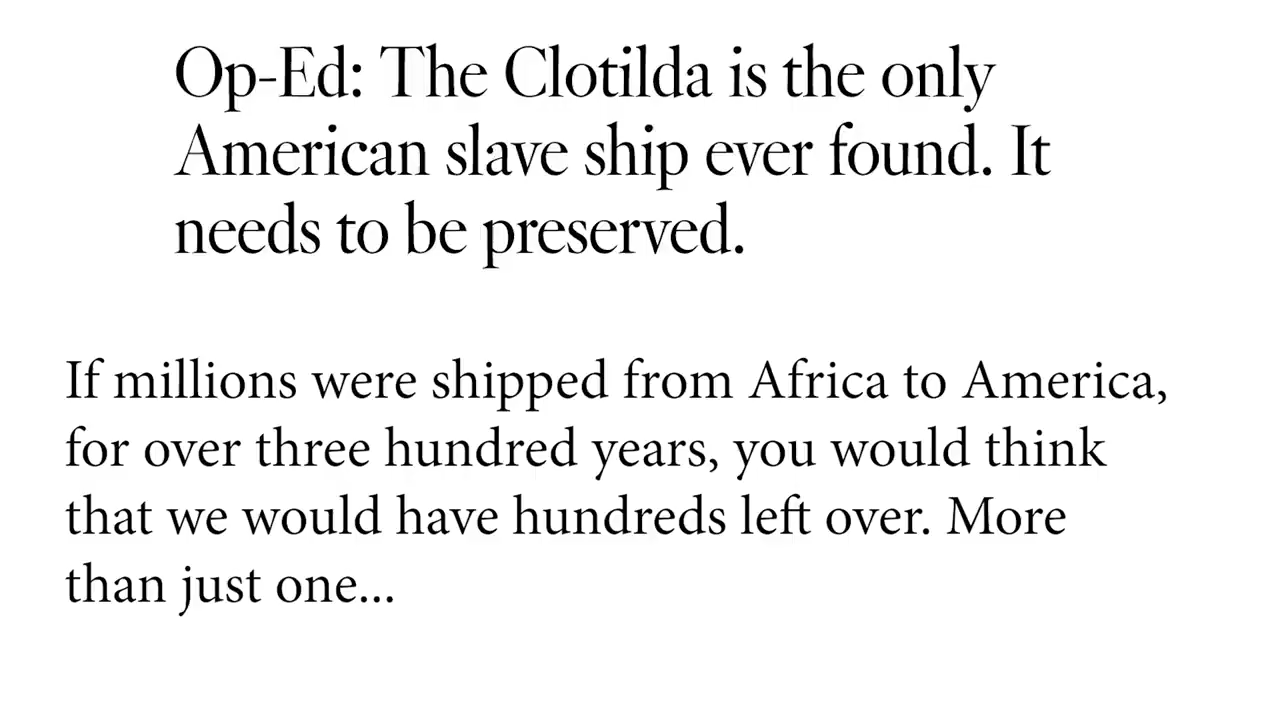 Op-Ed: The Clotilda is the only
American slave ship ever found. It
needs to be preserved.
If millions were shipped from Africa to America,
for over three hundred years, you would think
that we would have hundreds left over. More
than just one...